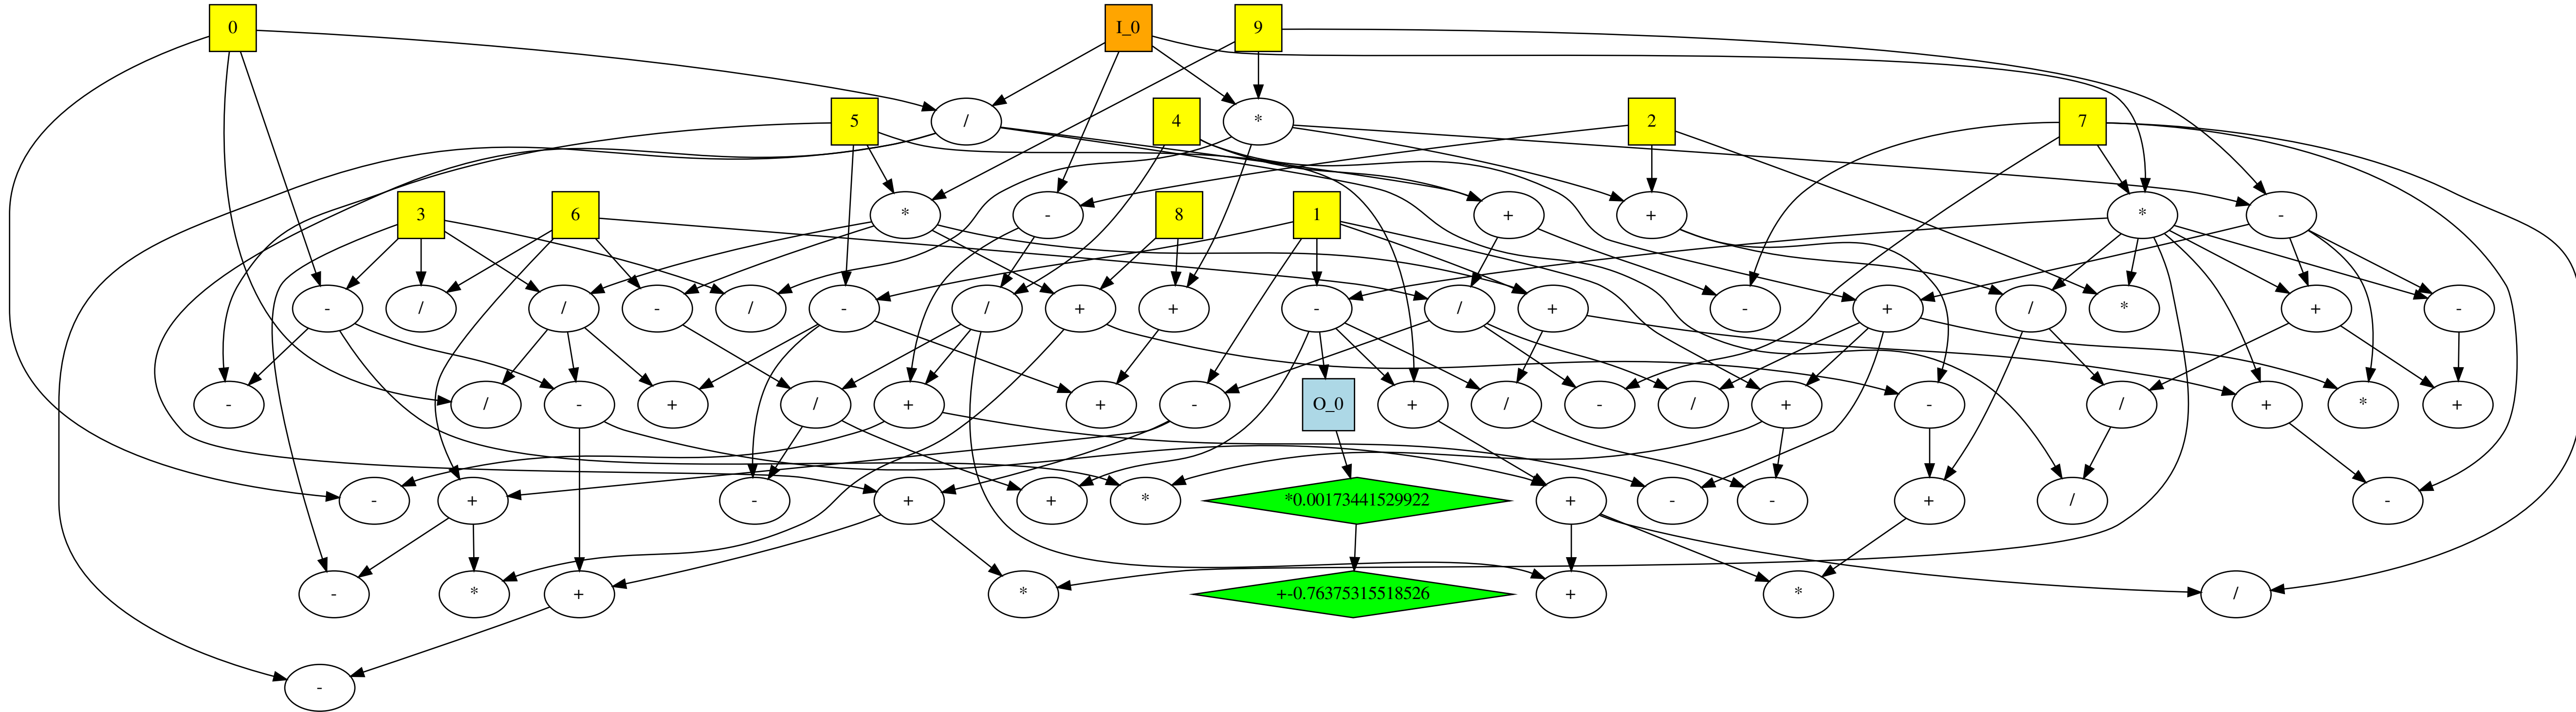 0 I_0 9
5 / 4 * 2 7
3 6 * - 8 1 + + * -
- / / - / - / + + - / + - + / * + -
- / - + / + + - O_0 + / - / + - / + * +
- + - + + * *0.00173441529922 + - - + / -
- * + * +-0.76375315518526 + * /
-